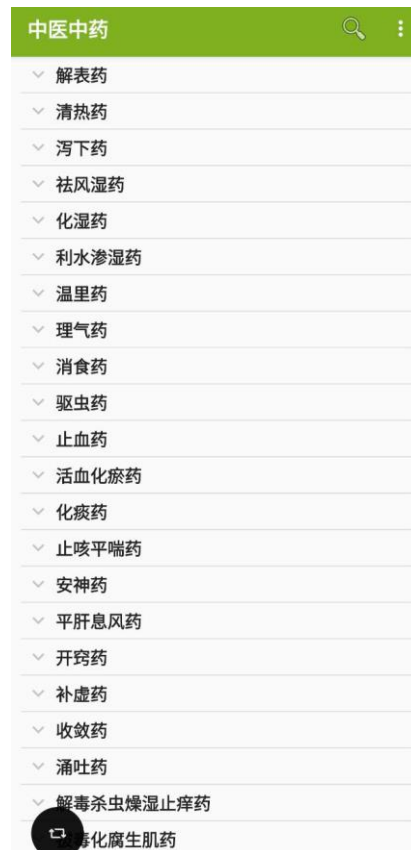 中医中药
解表药
清热药
泻下药
祛风湿药
化湿药
利水渗湿药
温里药
理气药
消食药
驱虫药
止血药
活血化瘀药
化痰药
止咳平喘药
安神药
平肝息风药
开窍药
补虚药
收敛药
涌吐药
解毒杀虫燥湿止痒药
毒化腐生肌药